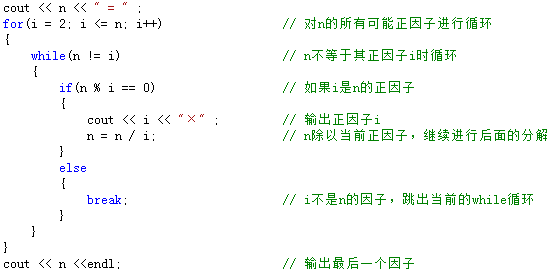 cout << n << " = " ;
for(i = 2; i <= n; i++) // 对n的所有可能正因子进行循环
{
while(n != i) // n不等于其正因子i时循环
{
if(n % i == 0) // 如果i是n的正因子
{
cout << i << "×" ; // 输出正因子i
n = n / i; // n除以当前正因子，继续进行后面的分解
}
else
{
break; // i不是n的因子，跳出当前的while循环
}
}
}
cout << n <<endl; // 输出最后一个因子